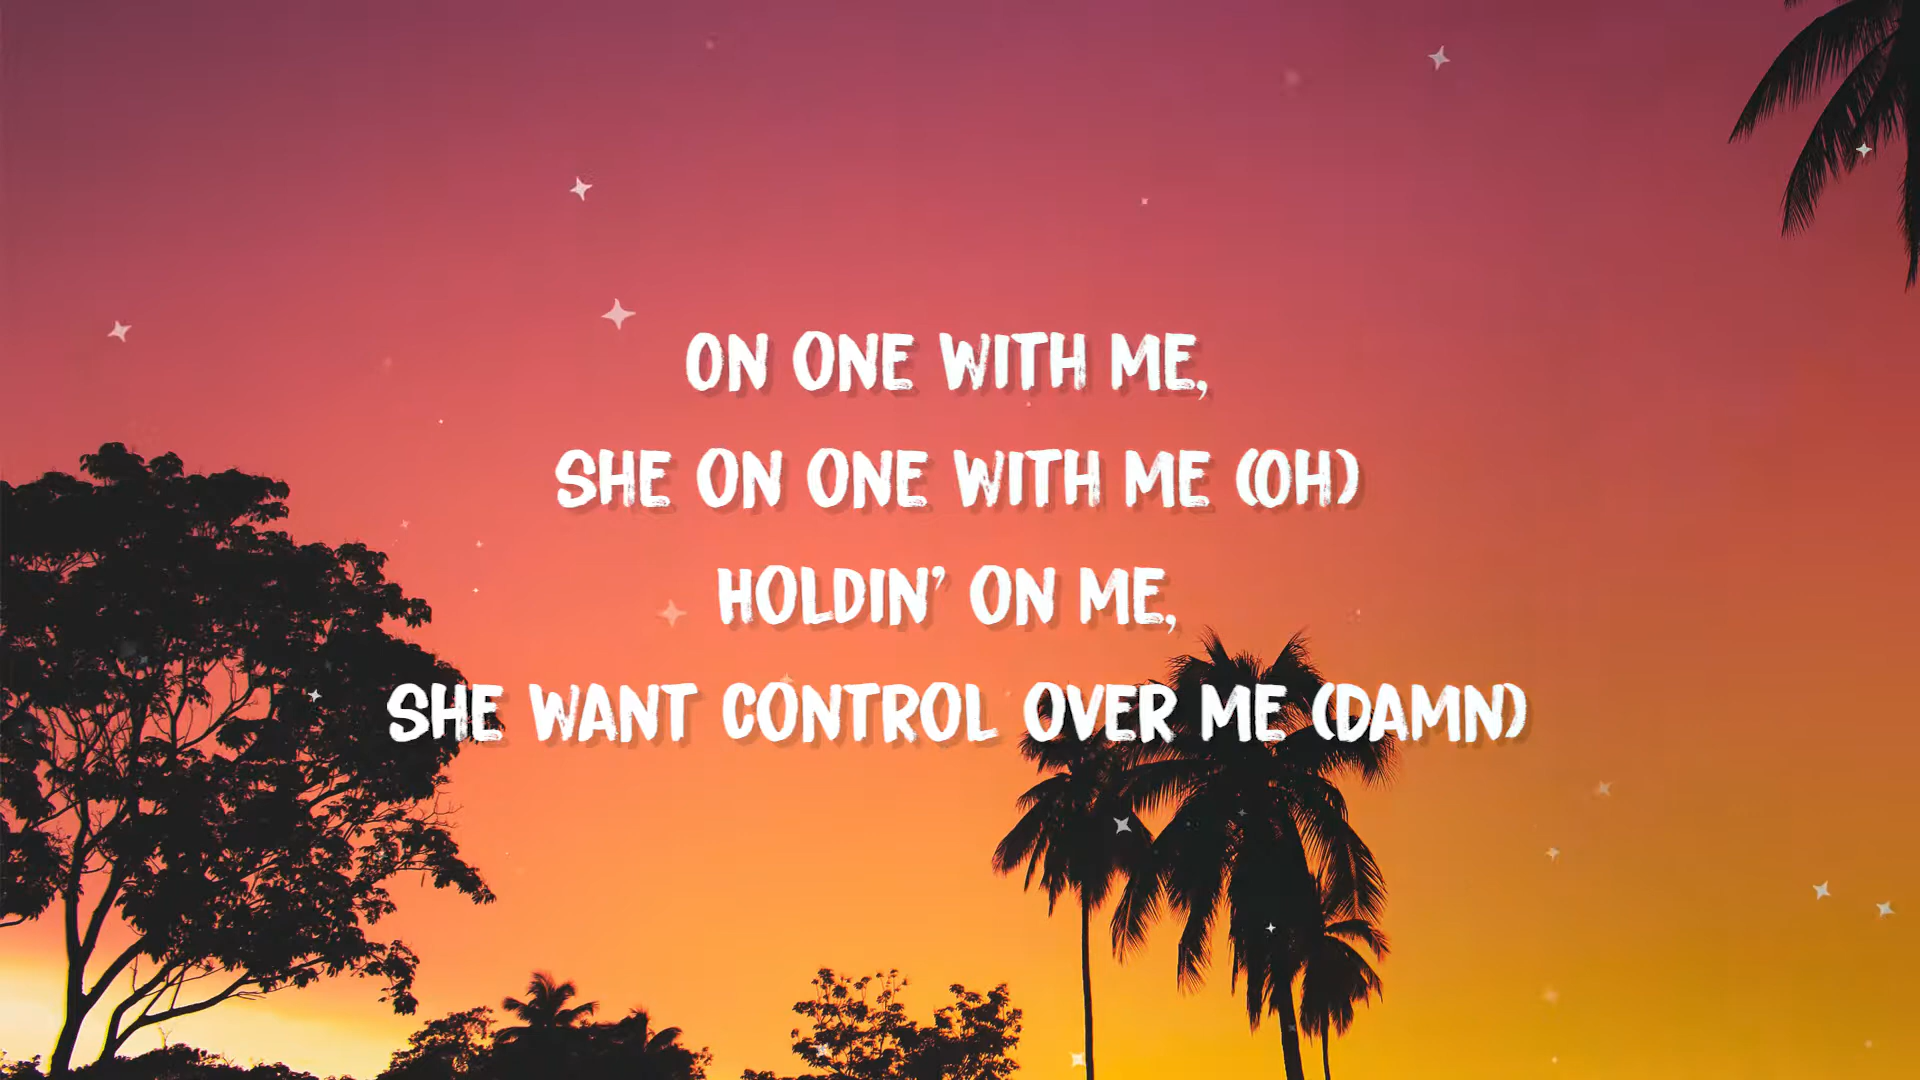 ON ONE WITH ME,
SHE ON ONE WITH ME (OH)
HOLDIN' ON ME,
SHE WANT CONTROL OVER ME (DAMN)